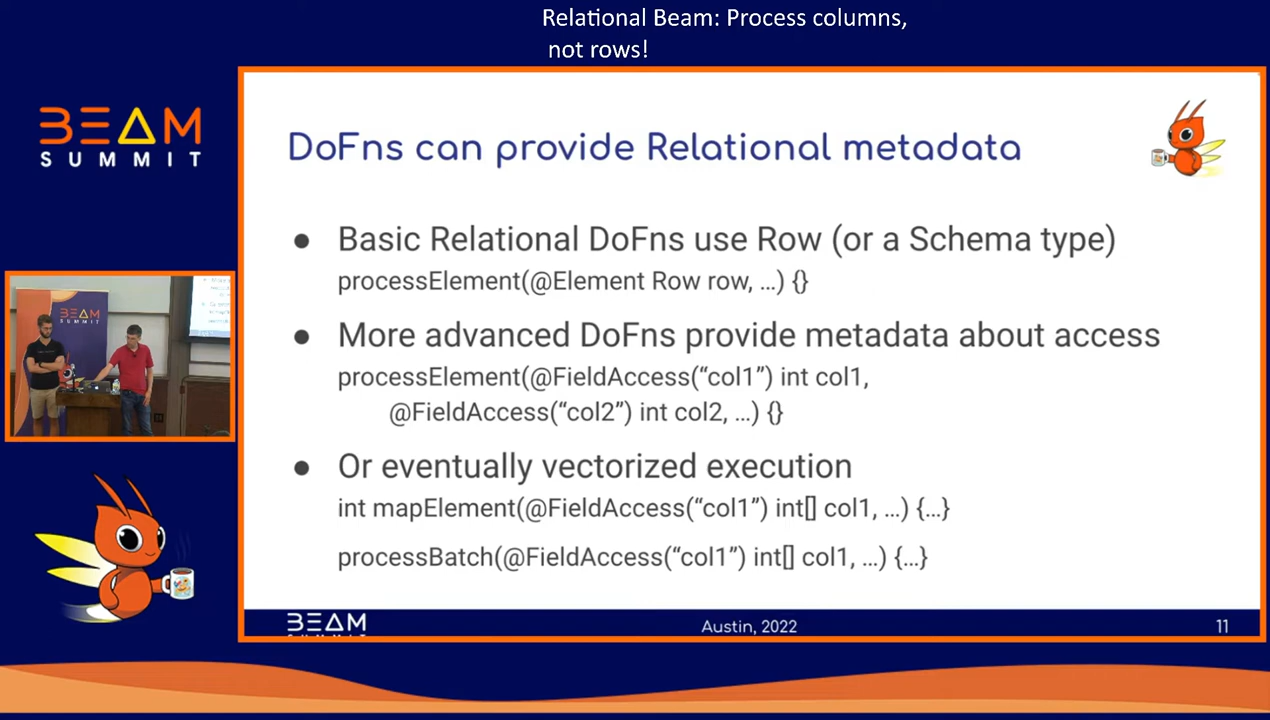 Relational Beam: Process columns,
not rows!
BEAM
SUMMIT
DoFns can provide Relational metadata
● Basic Relational DoFns use Row (or a Schema type)
processElement(@Element Row row, …) {}
● More advanced DoFns provide metadata about access
processElement(@FieldAccess(“col1”) int col1,
@FieldAccess(“col2”) int col2, …) {}
● Or eventually vectorized execution
int mapElement(@FieldAccess(“col1”) int[] col1, …) {…}
processBatch(@FieldAccess(“col1”) int[] col1, …) {…}
BEAM
SUMMIT
BEAM
SUMMIT
Austin, 2022
11